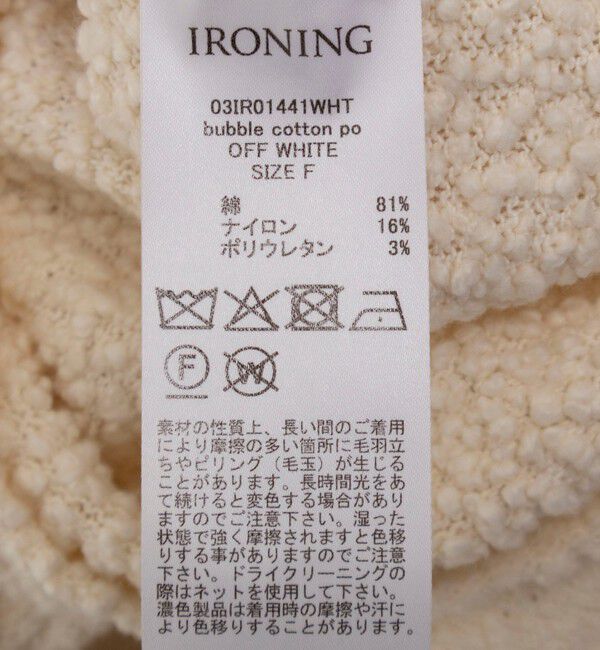 IRONING
03IR01441WHT
bubble cotton po
OFF WHITE
SIZE F
綿 81%
ナイロン 16%
ポリウレタン 3%
F
W
素材の性質上、長い間のご着用
により摩擦の多い箇所に毛羽立
ちやピリング（毛玉）が生じる
ことがあります。長時間光をあ
て続けると変色する場合があり
ますのでご注意下さい。湿った
状態で強く摩擦されますと色移
りする事がありますのでご注意
下さい。ドライクリーニングの
際はネットを使用して下さい。
濃色製品は着用時の摩擦や汗に
より色移りすることがあります。